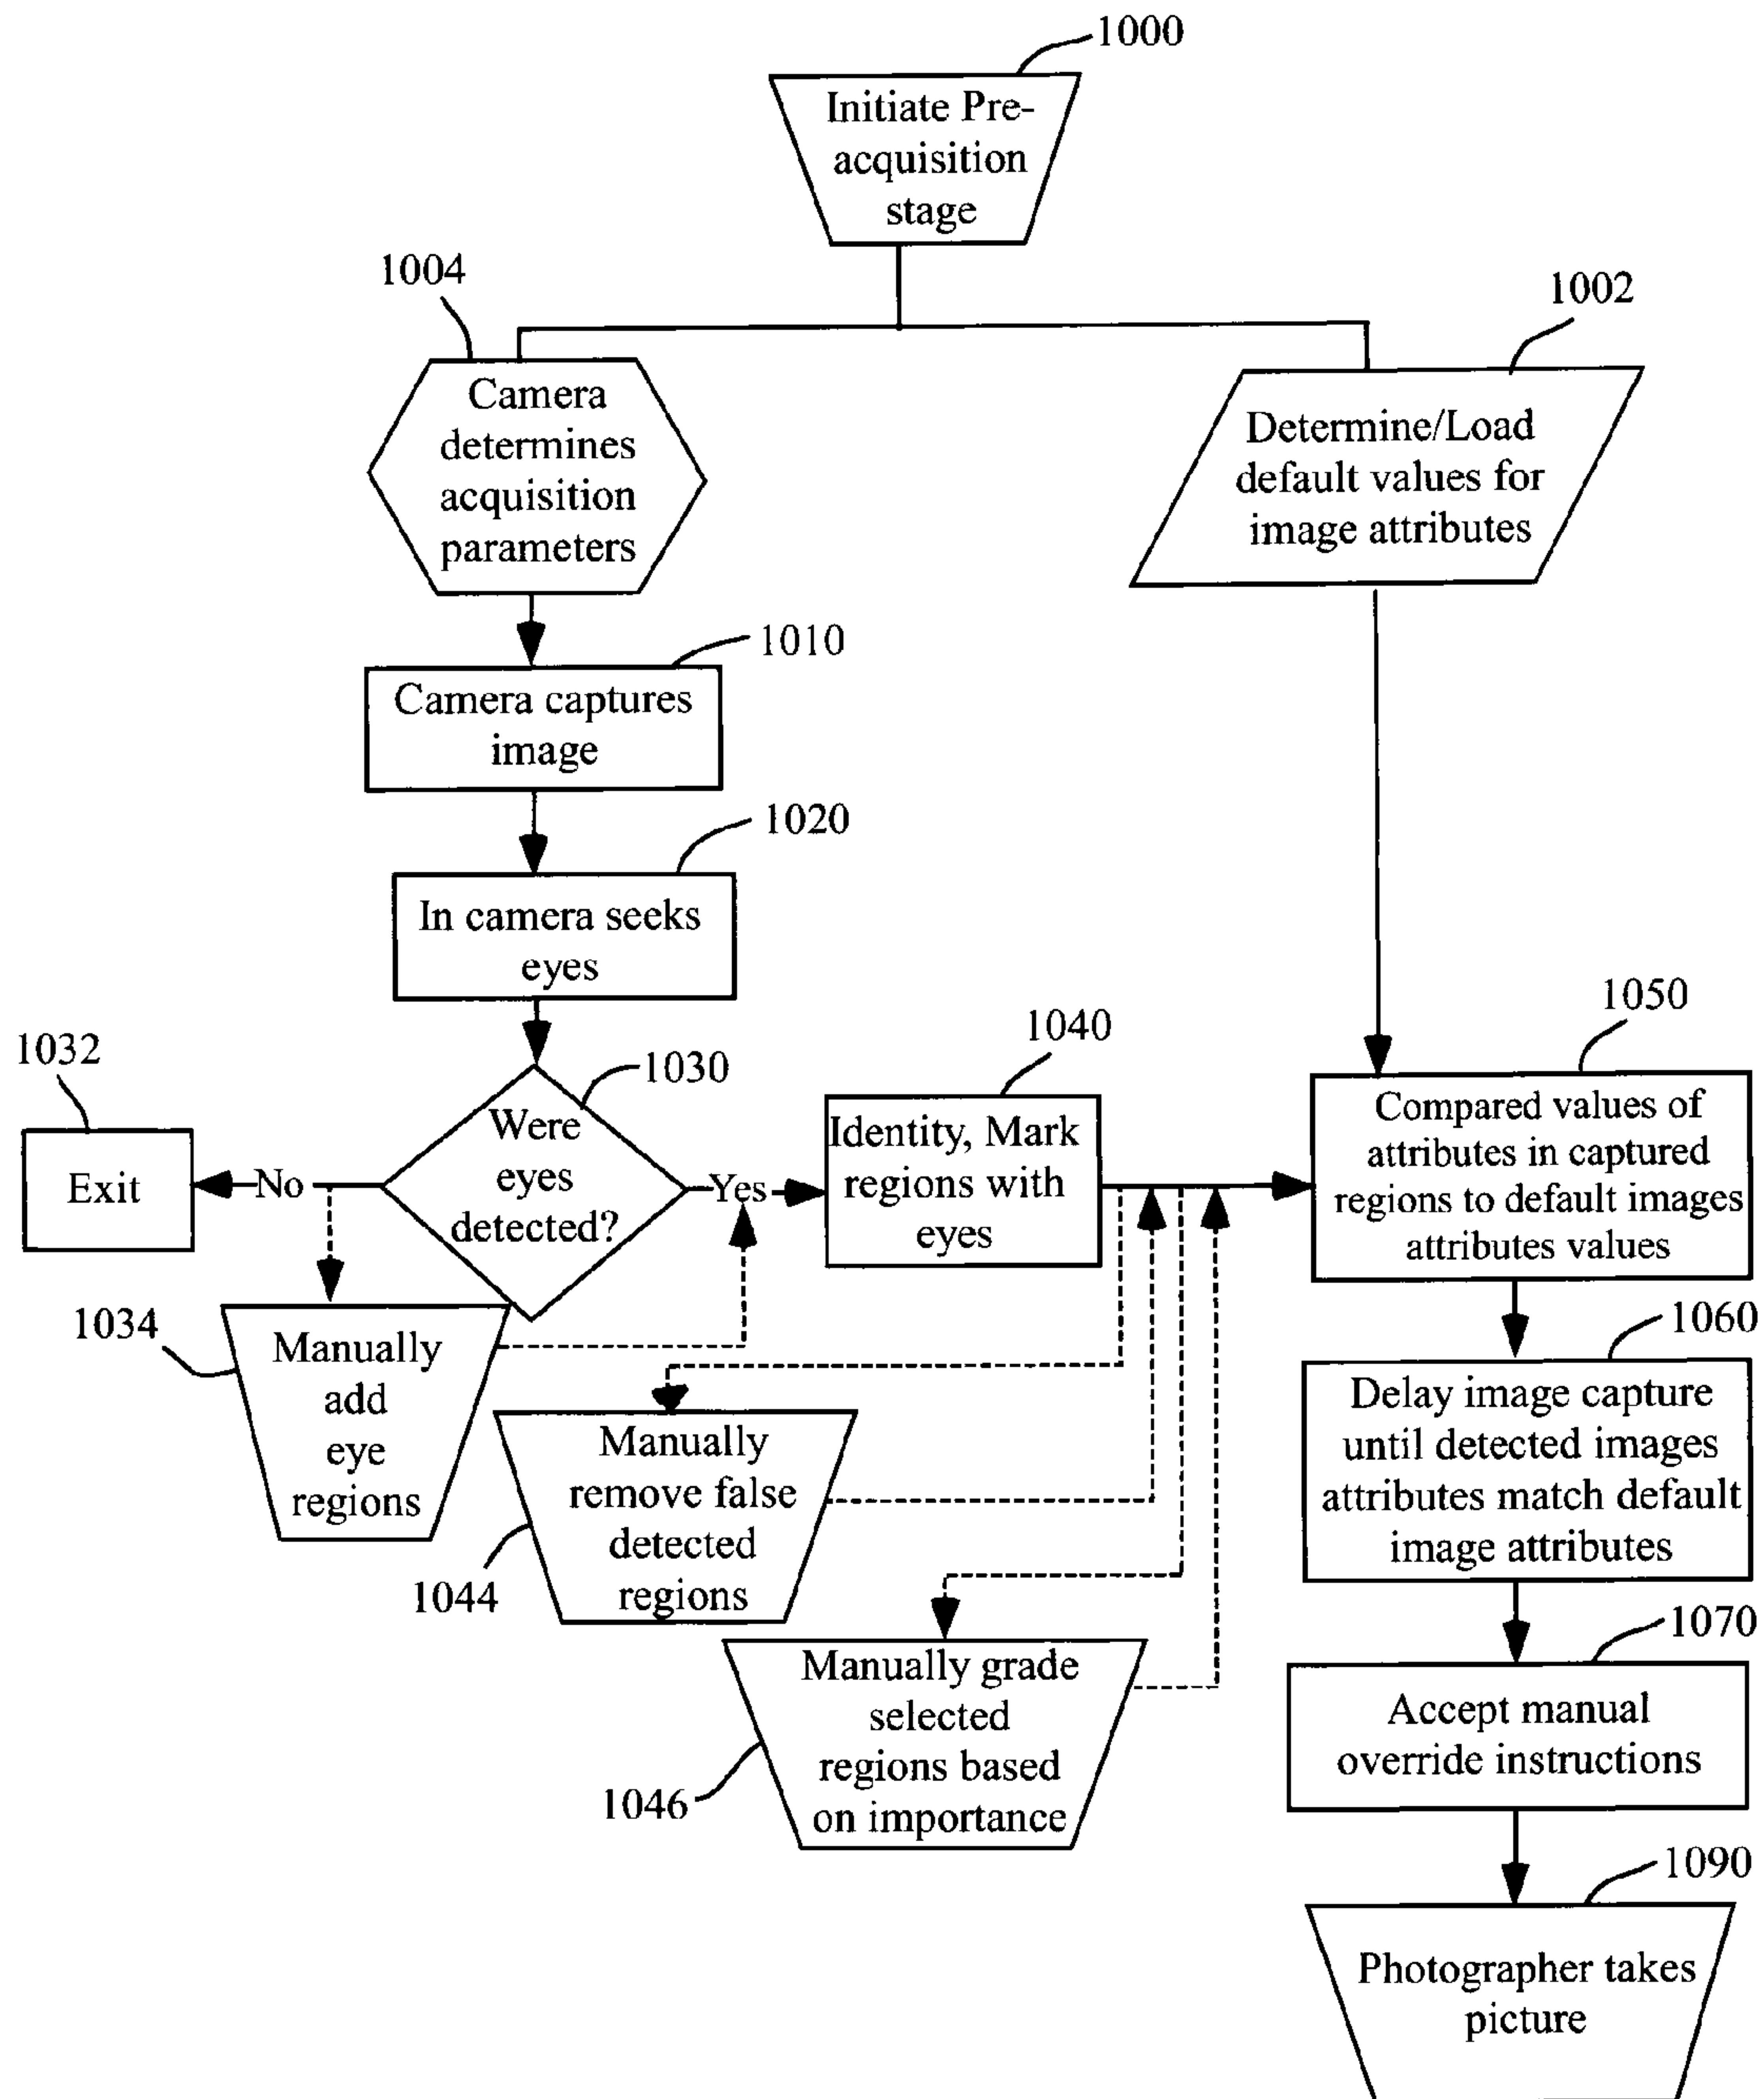 1000
Initiate Pre-
acquisition
stage
1004
1002
Camera
determines
acquisition
parameters
Determine/Load
default values for
image attributes
1010
Camera captures
image
1020
In camera seeks
eyes
1030
Were
eyes
detected?
1032
Exit
No
Yes
1034
Manually
add
eye
regions
1040
Identity, Mark
regions with
eyes
1044
Manually
remove false
detected
regions
1046
Manually grade
selected
regions based
on importance
1050
Compared values of
attributes in captured
regions to default images
attributes values
1060
Delay image capture
until detected images
attributes match default
image attributes
1070
Accept manual
override instructions
1090
Photographer takes
picture